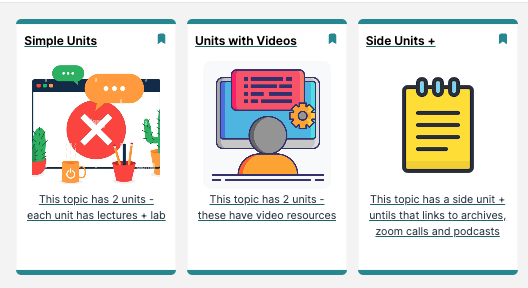 Simple Units
This topic has 2 units -
each unit has lectures + lab
Units with Videos
This topic has 2 units -
these have video resources
Side Units +
This topic has a side unit +
untils that links to archives,
zoom calls and podcasts